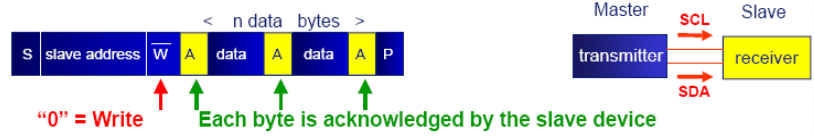 < n data bytes >
S slave address W̅ A data A data A P
"0" = Write
Each byte is acknowledged by the slave device
Master
Slave
SCL
transmitter
receiver
SDA